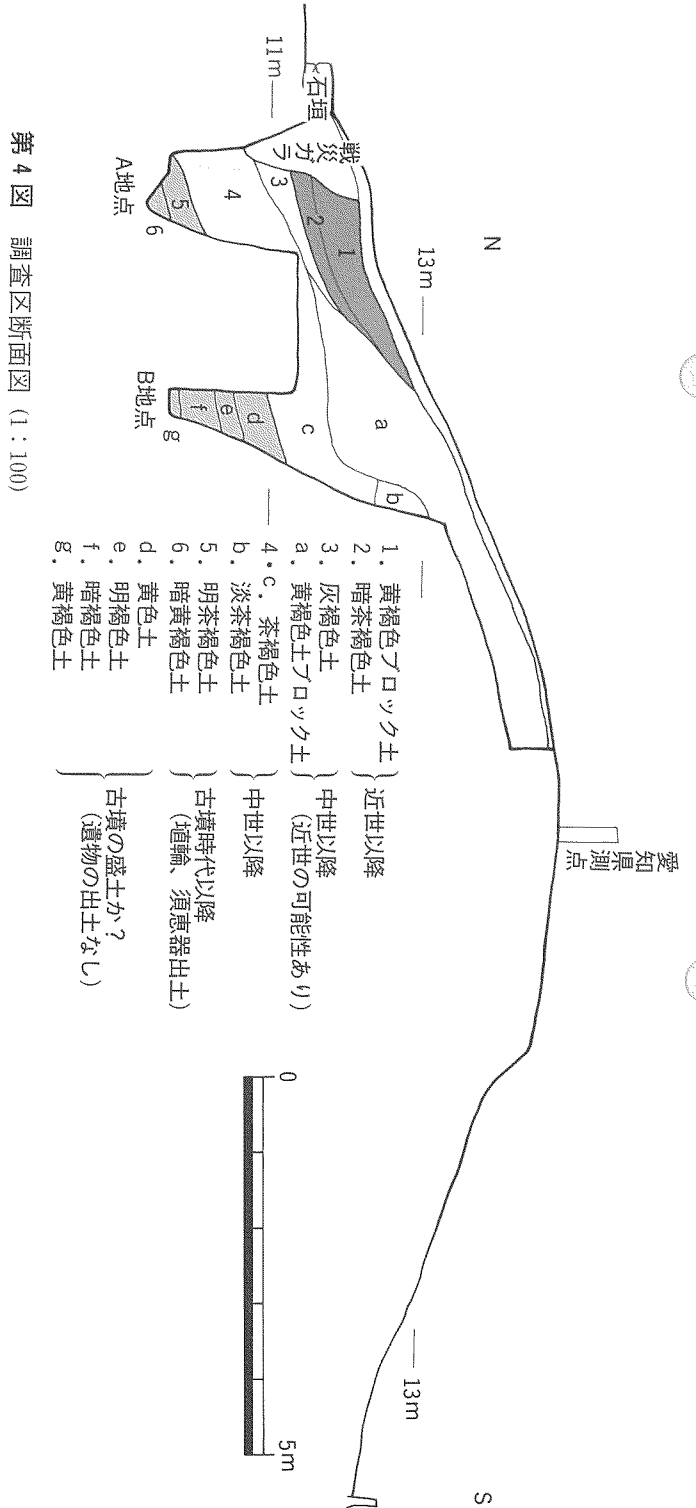 N
S
愛知県測点
13m
13m
11m
石垣
戦災ガラ
1
2
3
4
5
6
A地点
a
b
c
d
e
f
g
B地点
1. 黄褐色ブロック土
2. 暗茶褐色土
近世以降
3. 灰褐色土
a. 黄褐色土ブロック土
中世以降
(近世の可能性あり)
4・c. 茶褐色土
b. 淡茶褐色土
中世以降
5. 明茶褐色土
6. 暗黄褐色土
古墳時代以降
(埴輪、須恵器出土)
d. 黄色土
e. 明褐色土
f. 暗褐色土
g. 黄褐色土
古墳の盛土か?
(遺物の出土なし)
0
5m
第4図 調査区断面図 (1:100)